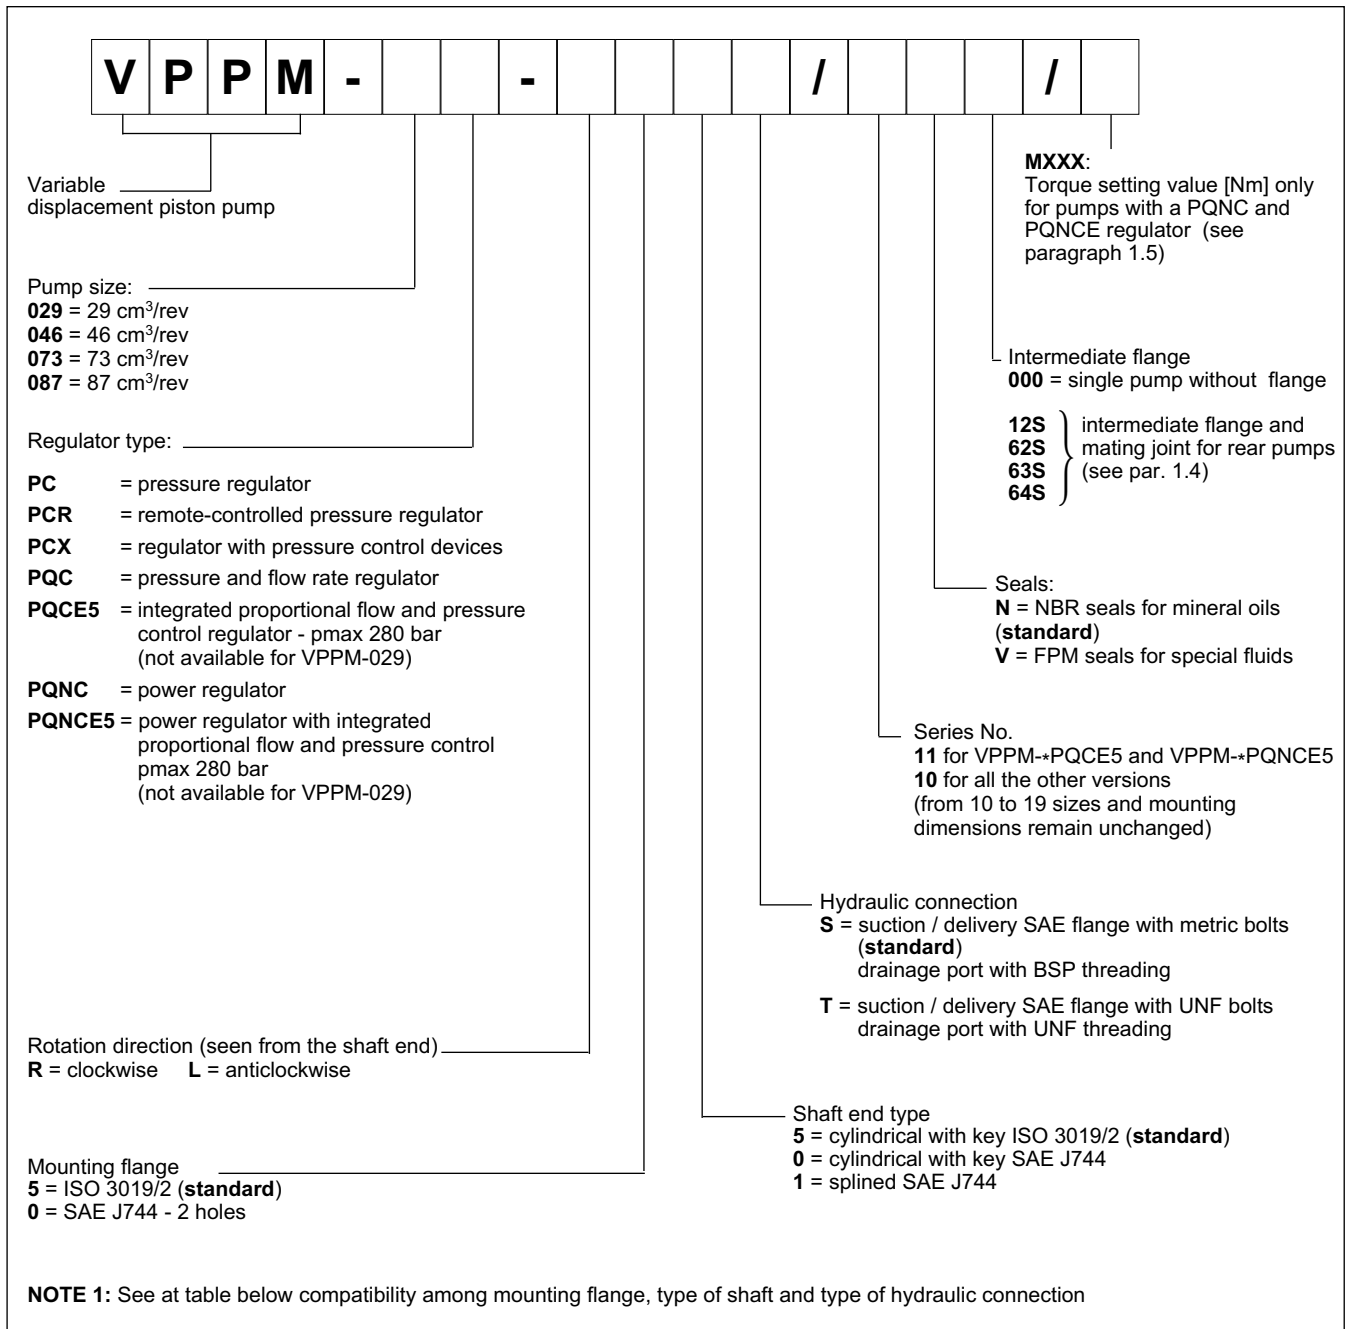 V P P M - - / /
Variable
displacement piston pump
Pump size:
029 = 29 cm³/rev
046 = 46 cm³/rev
073 = 73 cm³/rev
087 = 87 cm³/rev
Regulator type:
PC = pressure regulator
PCR = remote-controlled pressure regulator
PCX = regulator with pressure control devices
PQC = pressure and flow rate regulator
PQCE5 = integrated proportional flow and pressure
control regulator - pmax 280 bar
(not available for VPPM-029)
PQNC = power regulator
PQNCE5 = power regulator with integrated
proportional flow and pressure control
pmax 280 bar
(not available for VPPM-029)
Rotation direction (seen from the shaft end)
R = clockwise L = anticlockwise
Mounting flange
5 = ISO 3019/2 (standard)
0 = SAE J744 - 2 holes
MXXX:
Torque setting value [Nm] only
for pumps with a PQNC and
PQNCE regulator (see
paragraph 1.5)
Intermediate flange
000 = single pump without flange
12S
62S
63S
64S
intermediate flange and
mating joint for rear pumps
(see par. 1.4)
Seals:
N = NBR seals for mineral oils
(standard)
V = FPM seals for special fluids
Series No.
11 for VPPM-*PQCE5 and VPPM-*PQNCE5
10 for all the other versions
(from 10 to 19 sizes and mounting
dimensions remain unchanged)
Hydraulic connection
S = suction / delivery SAE flange with metric bolts
(standard)
drainage port with BSP threading
T = suction / delivery SAE flange with UNF bolts
drainage port with UNF threading
Shaft end type
5 = cylindrical with key ISO 3019/2 (standard)
0 = cylindrical with key SAE J744
1 = splined SAE J744
NOTE 1: See at table below compatibility among mounting flange, type of shaft and type of hydraulic connection